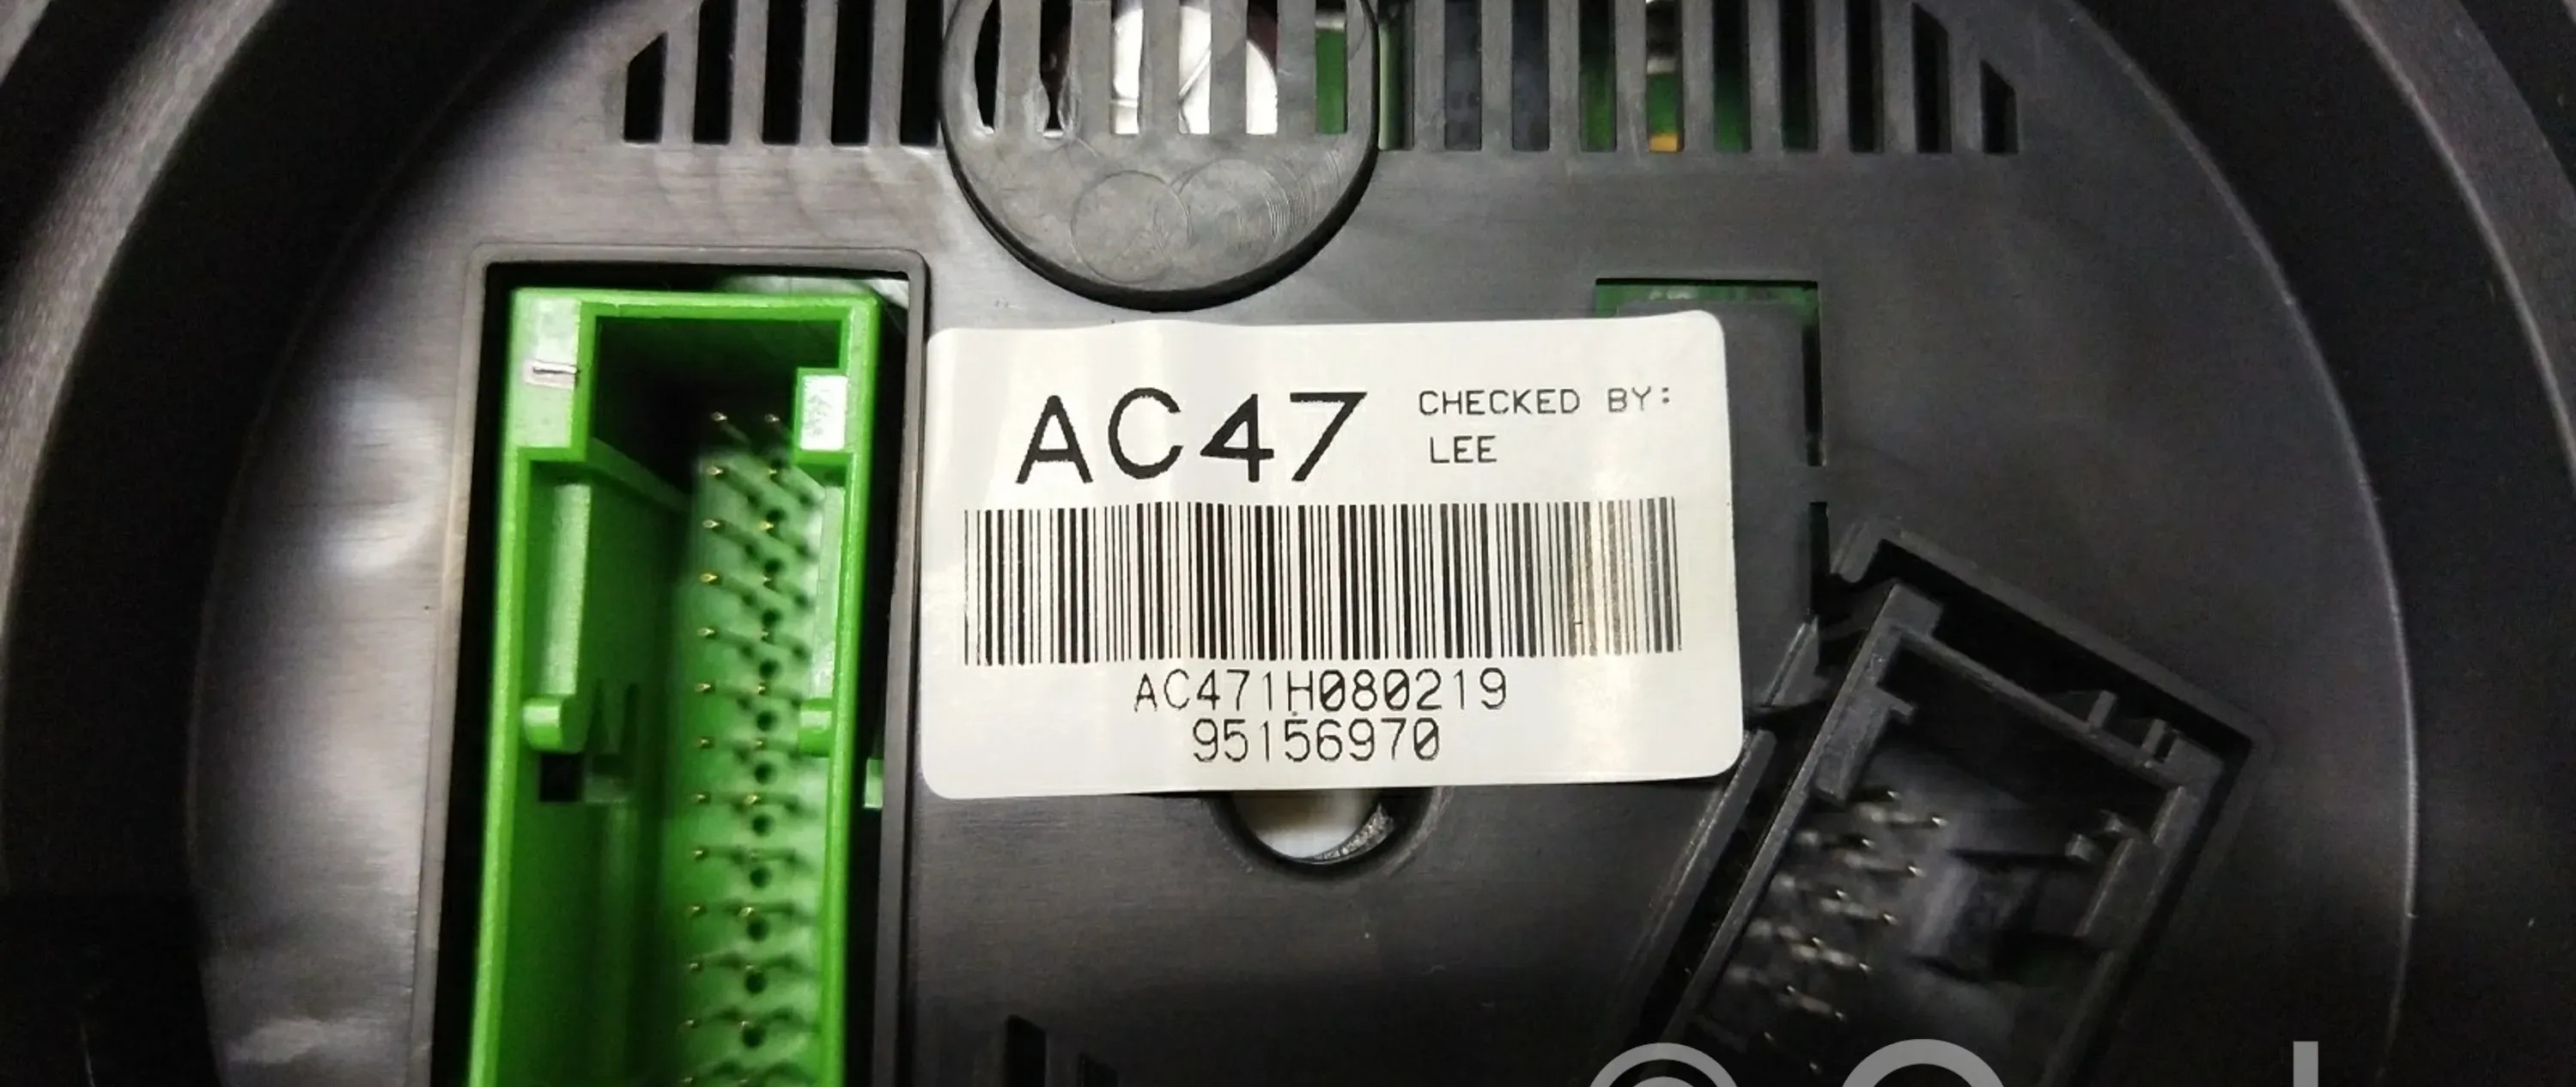 AC47
CHECKED BY:
LEE
AC471H080219
95156970